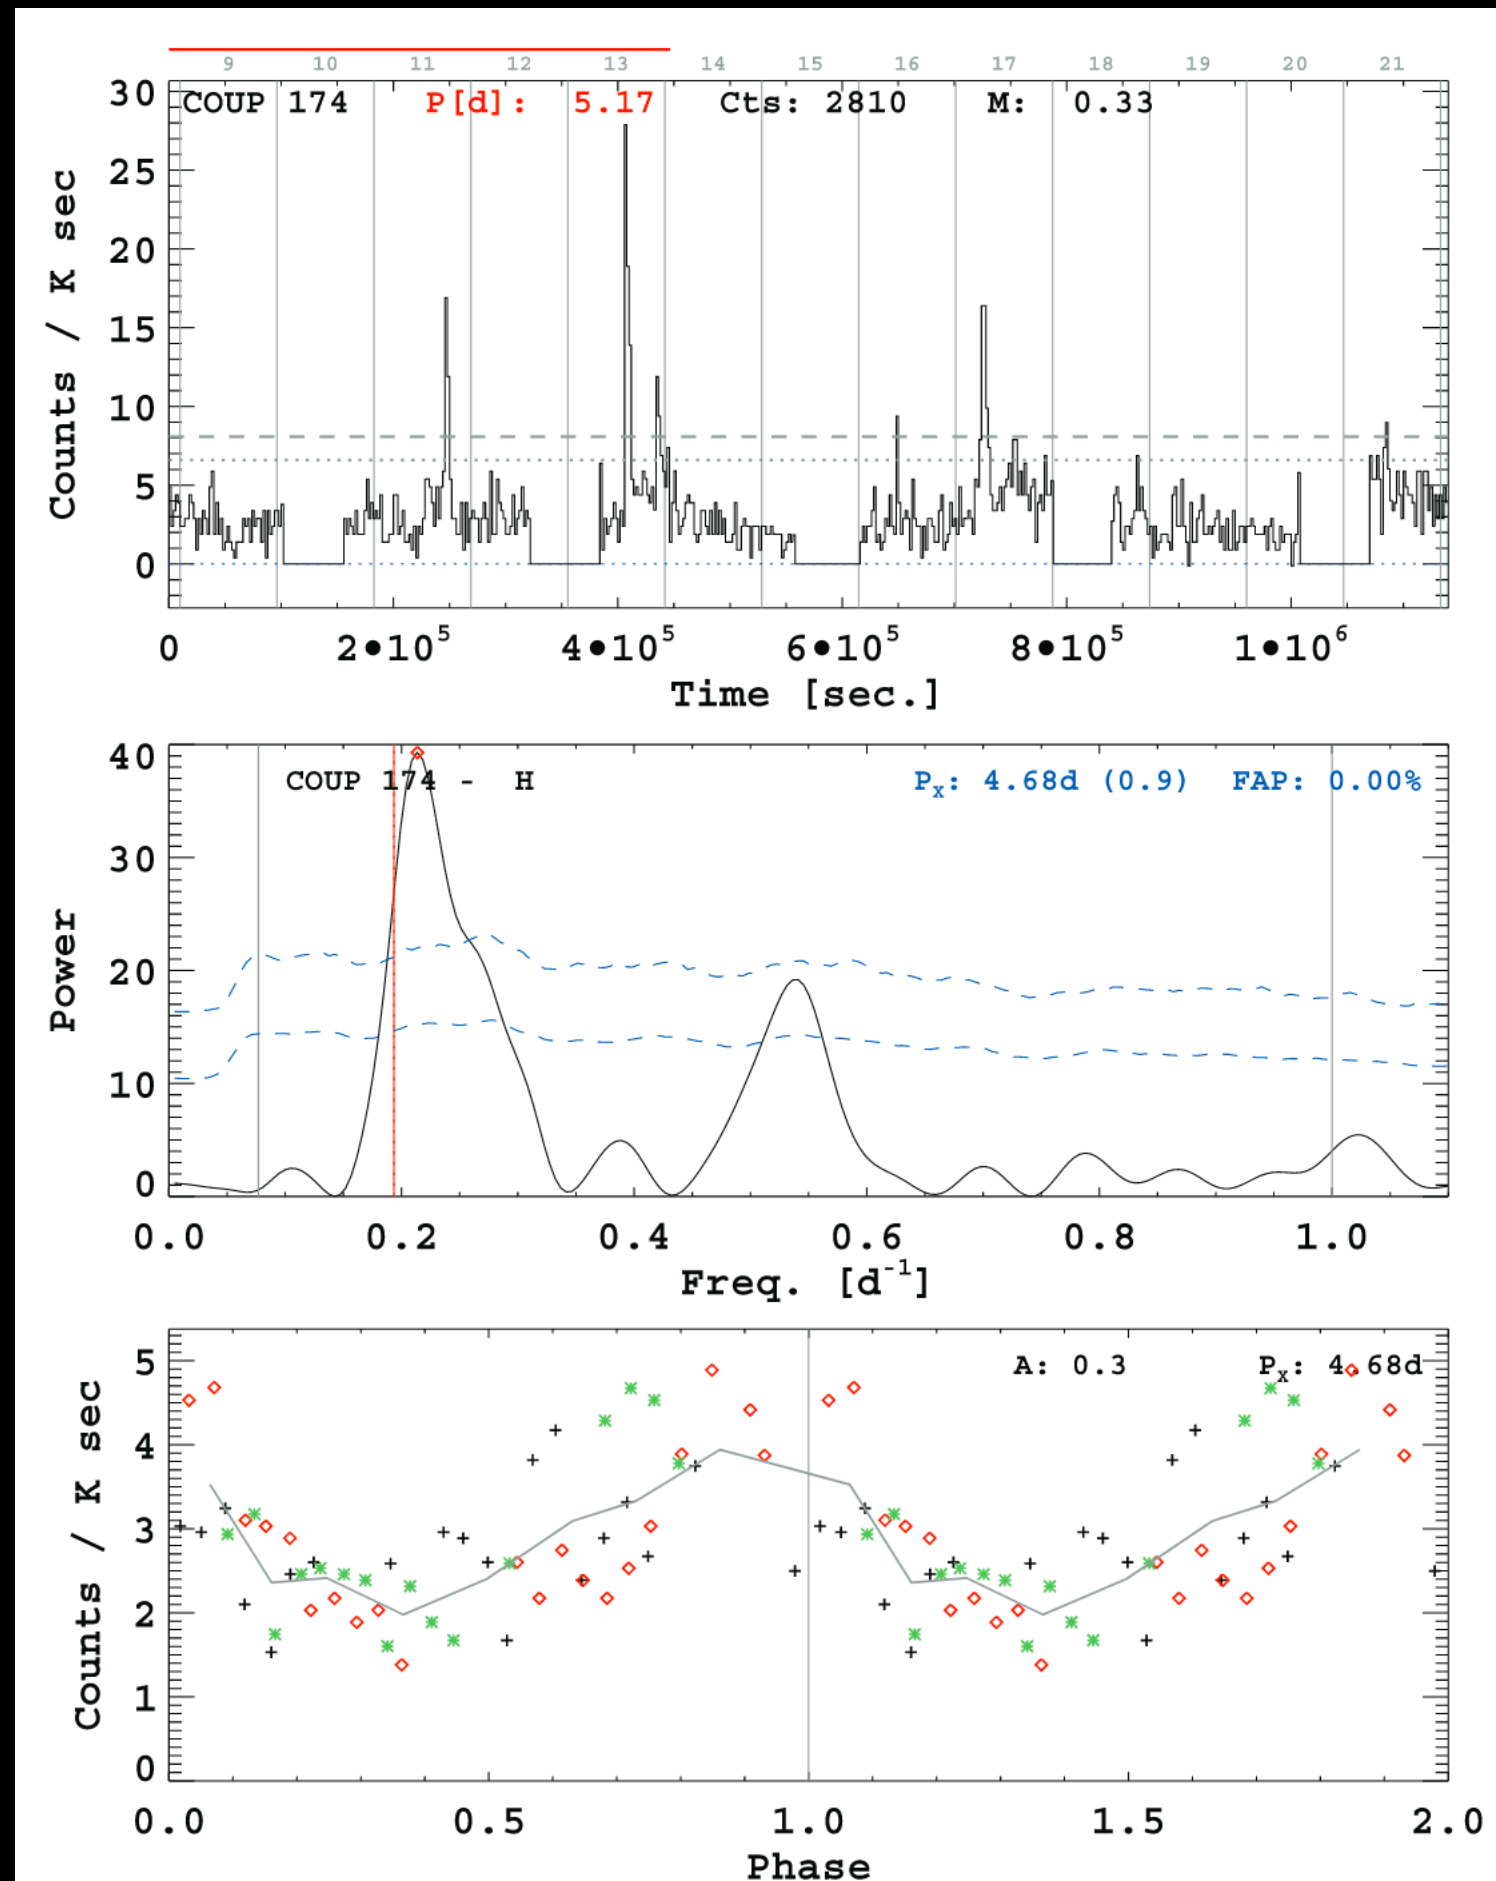 9 10 11 12 13 14 15 16 17 18 19 20 21
COUP 174 P[d]: 5.17 Cts: 2810 M: 0.33
30
25
20
15
10
5
0
Counts / K sec
0 2•10⁵ 4•10⁵ 6•10⁵ 8•10⁵ 1•10⁶
Time [sec.]
COUP 174 - H Pₓ: 4.68d (0.9) FAP: 0.00%
40
30
20
10
0
Power
0.0 0.2 0.4 0.6 0.8 1.0
Freq. [d⁻¹]
A: 0.3 Pₓ: 4.68d
5
4
3
2
1
0
Counts / K sec
0.0 0.5 1.0 1.5 2.0
Phase